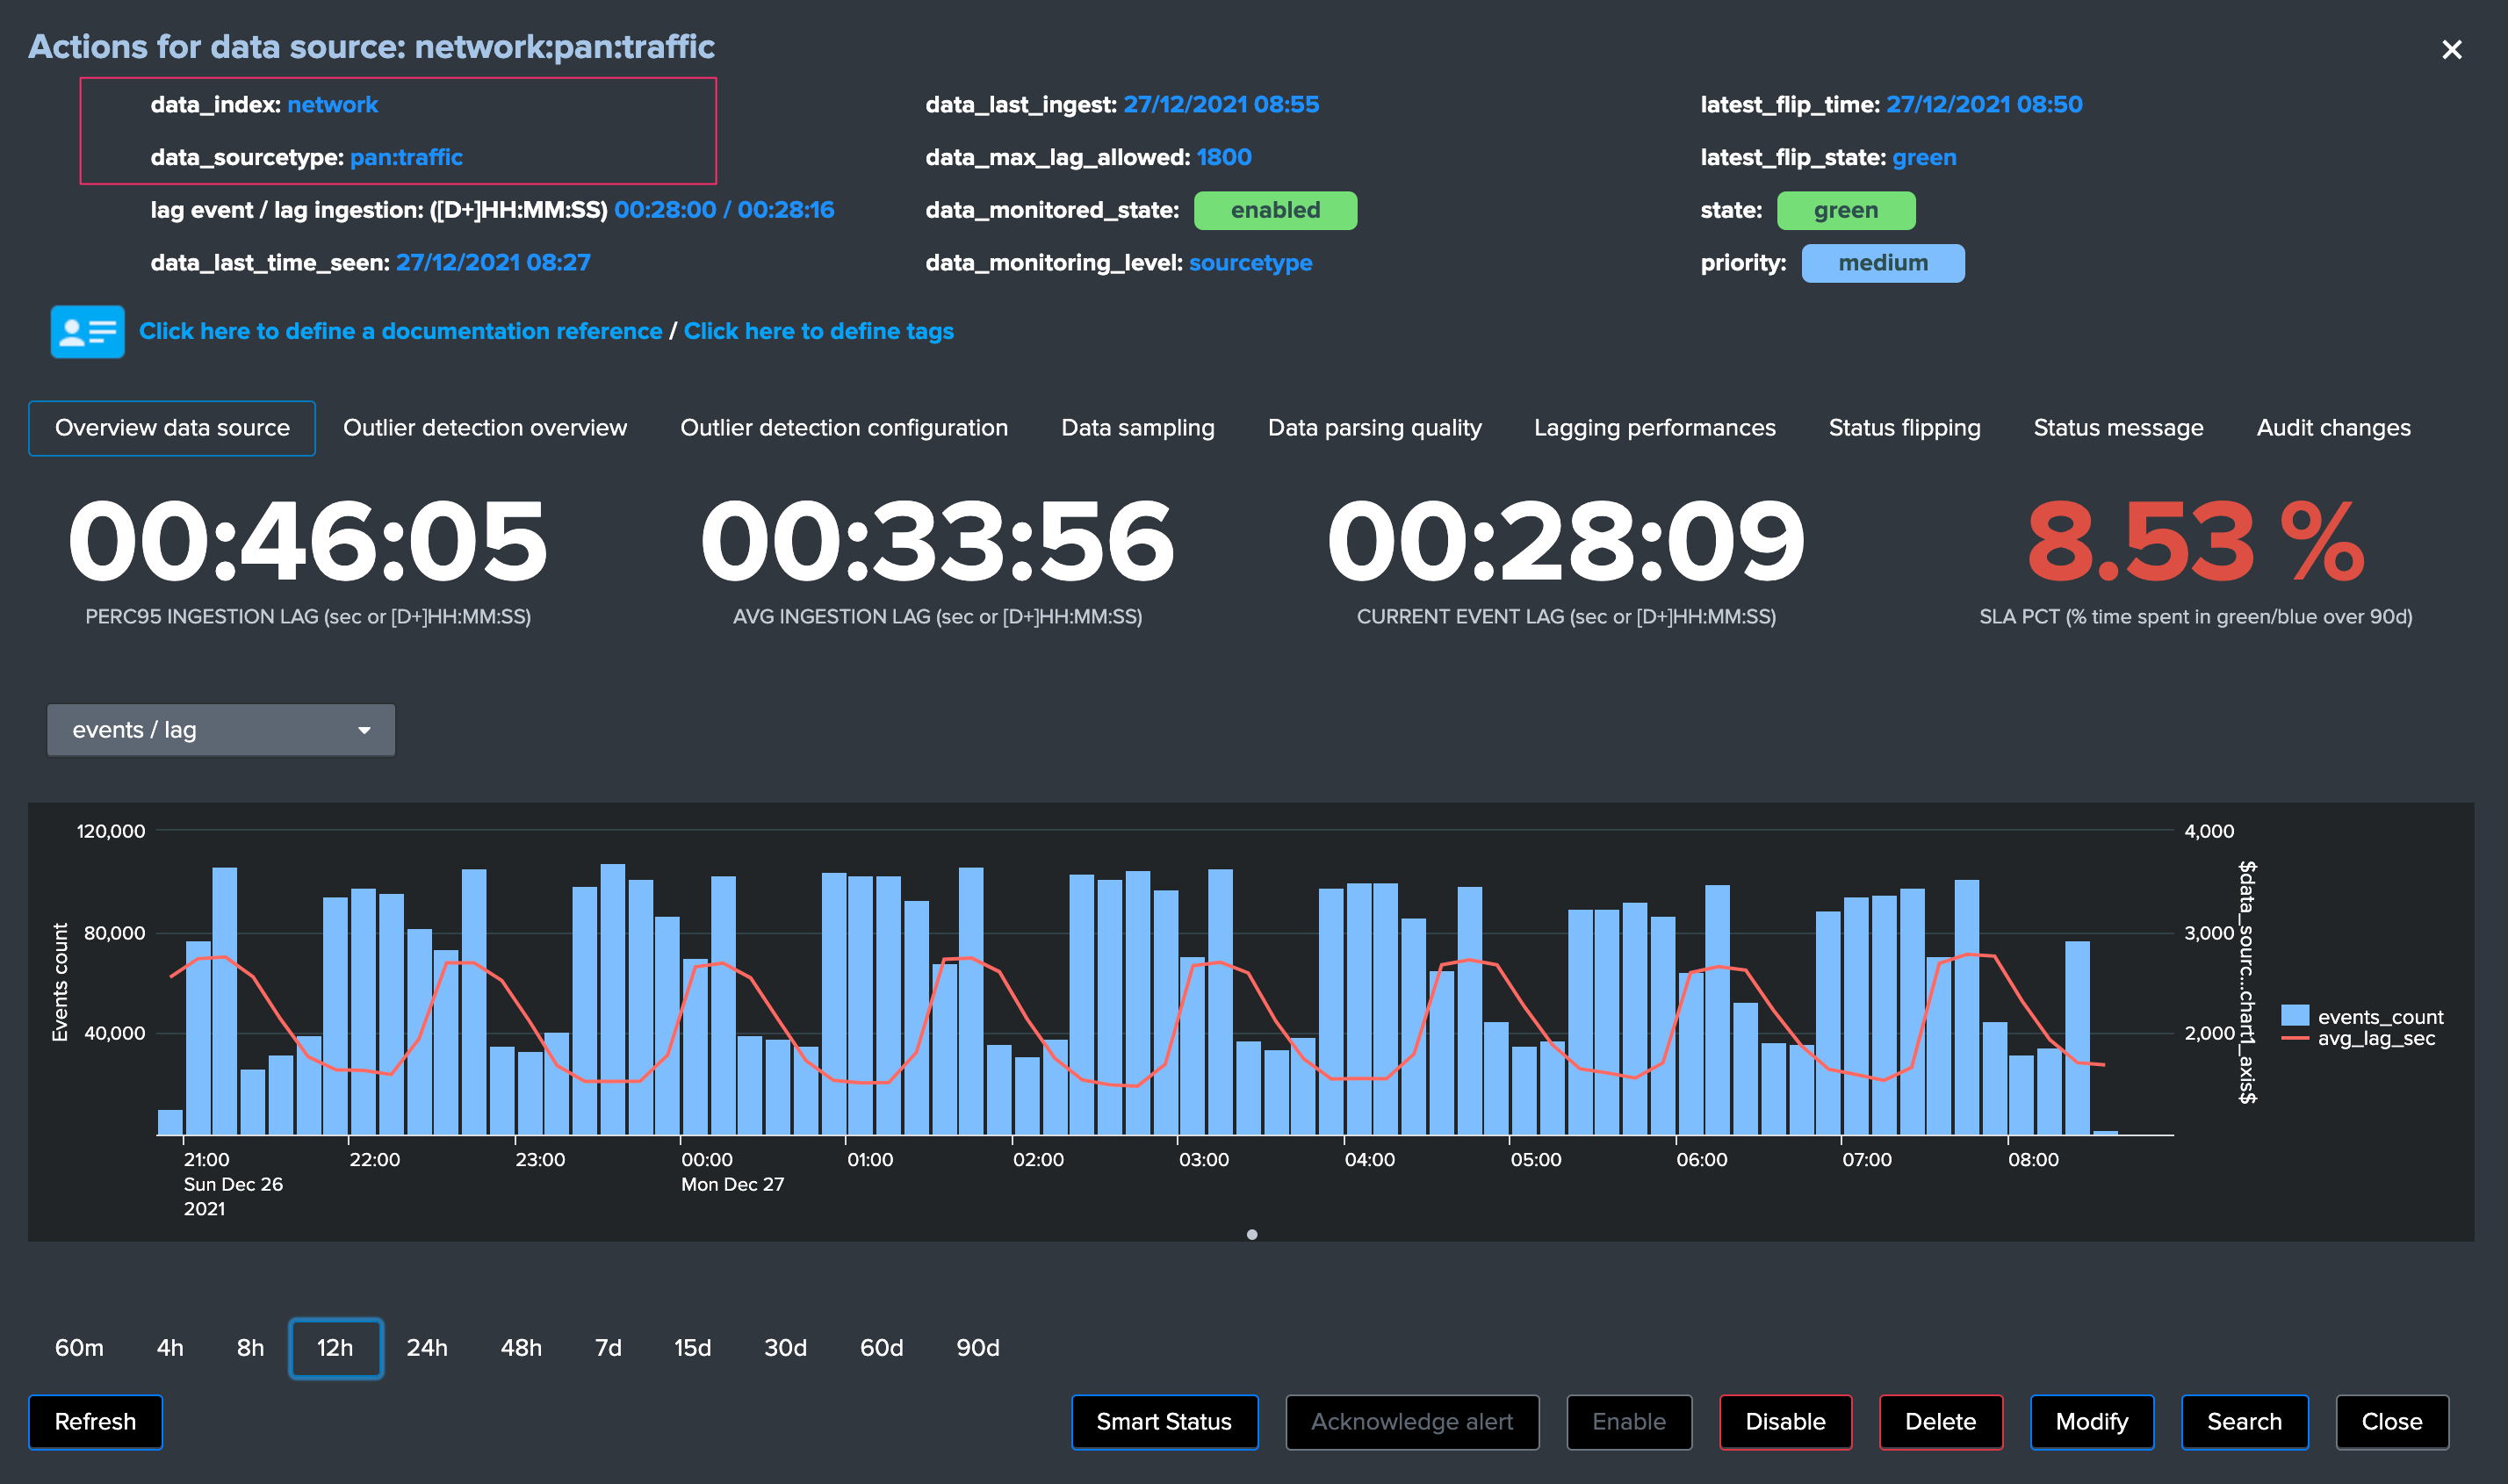 Actions for data source: network:pan:traffic
data_index: network
data_last_ingest: 27/12/2021 08:55
latest_flip_time: 27/12/2021 08:50
data_sourcetype: pan:traffic
data_max_lag_allowed: 1800
latest_flip_state: green
lag event / lag ingestion: ([D+]HH:MM:SS) 00:28:00 / 00:28:16
data_monitored_state: enabled
state: green
data_last_time_seen: 27/12/2021 08:27
data_monitoring_level: sourcetype
priority: medium
Click here to define a documentation reference / Click here to define tags
Overview data source
Outlier detection overview
Outlier detection configuration
Data sampling
Data parsing quality
Lagging performances
Status flipping
Status message
Audit changes
00:46:05
PERC95 INGESTION LAG (sec or [D+]HH:MM:SS)
00:33:56
AVG INGESTION LAG (sec or [D+]HH:MM:SS)
00:28:09
CURRENT EVENT LAG (sec or [D+]HH:MM:SS)
8.53 %
SLA PCT (% time spent in green/blue over 90d)
events / lag
Events count
120,000
80,000
40,000
4,000
3,000
2,000
$data_sourc...chart1_axis$
events_count
avg_lag_sec
21:00
Sun Dec 26
2021
22:00
23:00
00:00
Mon Dec 27
01:00
02:00
03:00
04:00
05:00
06:00
07:00
08:00
60m
4h
8h
12h
24h
48h
7d
15d
30d
60d
90d
Refresh
Smart Status
Acknowledge alert
Enable
Disable
Delete
Modify
Search
Close